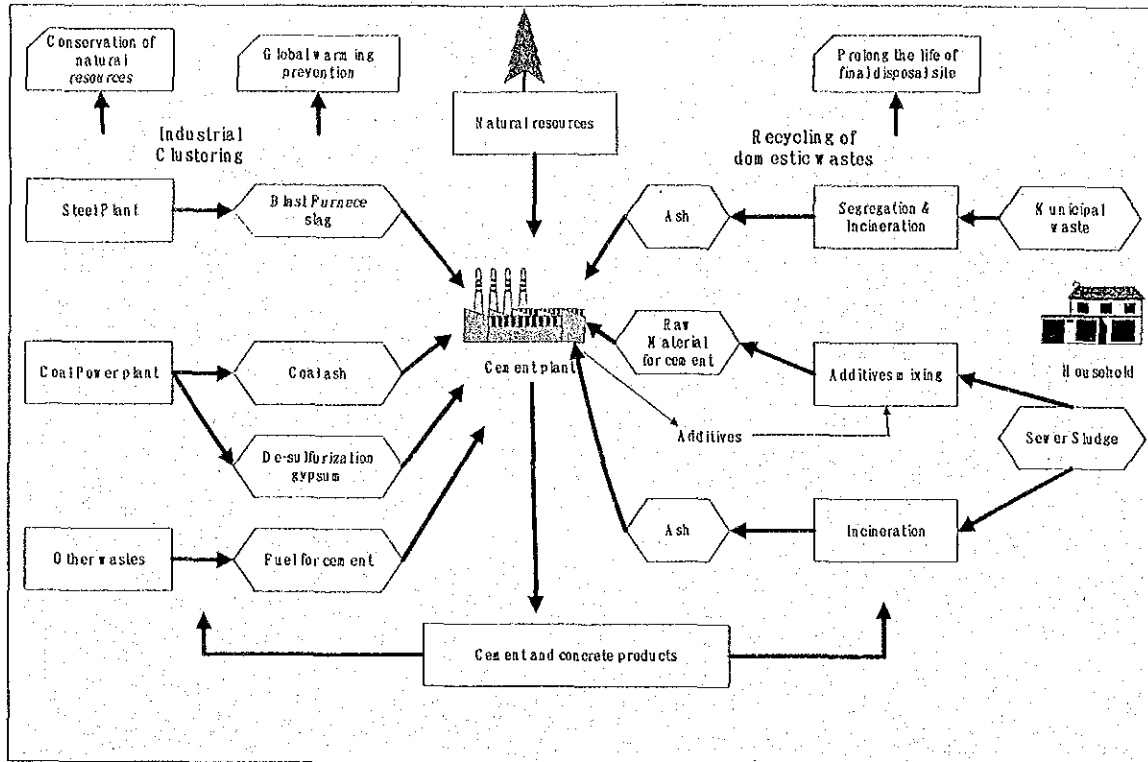 Conservation of
natural
resources
Global warming
prevention
Natural resources
Prolong the life of
final disposal site
Industrial
Clustering
Recycling of
domestic wastes
Steel Plant
Blast Furnece
slag
Ash
Segregation &
Incineration
Municipal
waste
Cement plant
Raw
Material
for cement
Additives mixing
Household
Coal Power plant
Coal ash
Additives
De-sulfurization
gypsum
Sewer Sludge
Other wastes
Fuel for cement
Ash
Incineration
Cement and concrete products